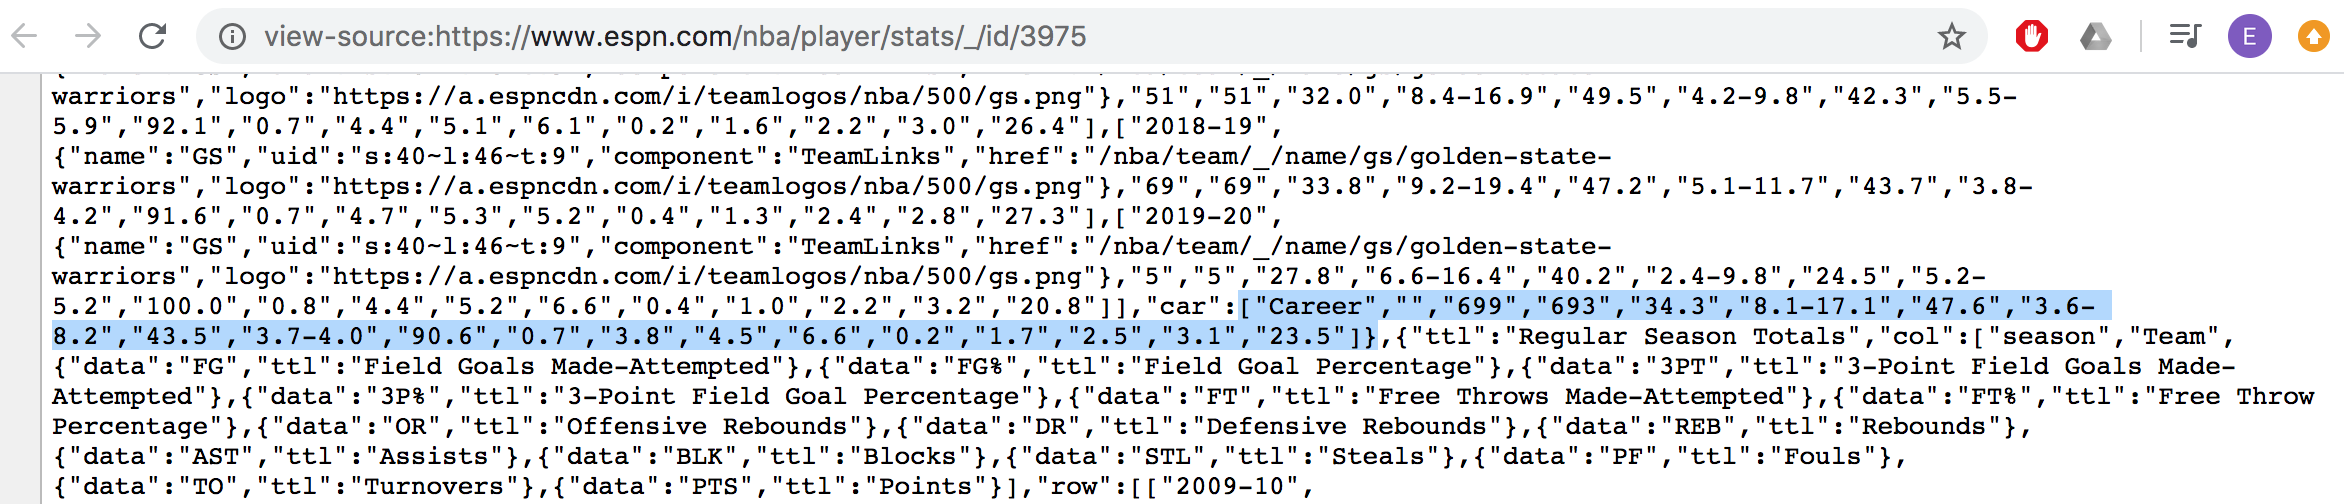 view-source:https://www.espn.com/nba/player/stats/_/id/3975
E
warriors","logo":"https://a.espncdn.com/i/teamlogos/nba/500/gs.png"},"51","51","32.0","8.4-16.9","49.5","4.2-9.8","42.3","5.5-
5.9","92.1","0.7","4.4","5.1","6.1","0.2","1.6","2.2","3.0","26.4"],["2018-19",
{"name":"GS","uid":"s:40~l:46~t:9","component":"TeamLinks","href":"/nba/team/_/name/gs/golden-state-
warriors","logo":"https://a.espncdn.com/i/teamlogos/nba/500/gs.png"},"69","69","33.8","9.2-19.4","47.2","5.1-11.7","43.7","3.8-
4.2","91.6","0.7","4.7","5.3","5.2","0.4","1.3","2.4","2.8","27.3"],["2019-20",
{"name":"GS","uid":"s:40~l:46~t:9","component":"TeamLinks","href":"/nba/team/_/name/gs/golden-state-
warriors","logo":"https://a.espncdn.com/i/teamlogos/nba/500/gs.png"},"5","5","27.8","6.6-16.4","40.2","2.4-9.8","24.5","5.2-
5.2","100.0","0.8","4.4","5.2","6.6","0.4","1.0","2.2","3.2","20.8"]],"car":["Career","","699","693","34.3","8.1-17.1","47.6","3.6-
8.2","43.5","3.7-4.0","90.6","0.7","3.8","4.5","6.6","0.2","1.7","2.5","3.1","23.5"]},{"ttl":"Regular Season Totals","col":["season","Team",
{"data":"FG","ttl":"Field Goals Made-Attempted"},{"data":"FG%","ttl":"Field Goal Percentage"},{"data":"3PT","ttl":"3-Point Field Goals Made-
Attempted"},{"data":"3P%","ttl":"3-Point Field Goal Percentage"},{"data":"FT","ttl":"Free Throws Made-Attempted"},{"data":"FT%","ttl":"Free Throw
Percentage"},{"data":"OR","ttl":"Offensive Rebounds"},{"data":"DR","ttl":"Defensive Rebounds"},{"data":"REB","ttl":"Rebounds"},
{"data":"AST","ttl":"Assists"},{"data":"BLK","ttl":"Blocks"},{"data":"STL","ttl":"Steals"},{"data":"PF","ttl":"Fouls"},
{"data":"TO","ttl":"Turnovers"},{"data":"PTS","ttl":"Points"}],"row":[["2009-10",